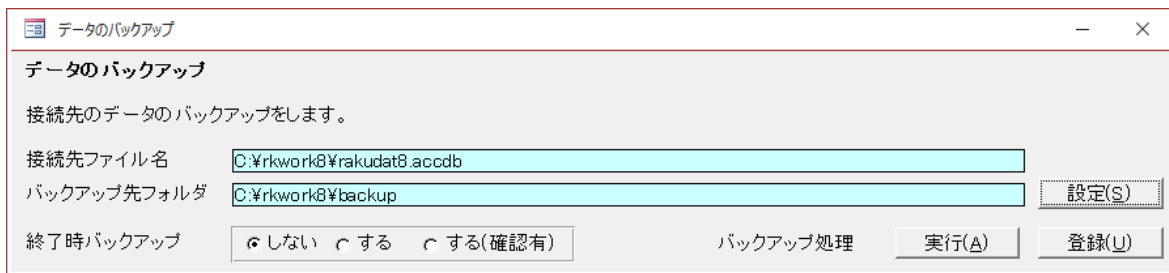 データのバックアップ
データのバックアップ
接続先のデータのバックアップをします。
接続先ファイル名 C:¥rkwork8¥rakudat8.accdb
バックアップ先フォルダ C:¥rkwork8¥backup 設定(S)
終了時バックアップ しない する する(確認有) バックアップ処理 実行(A) 登録(U)